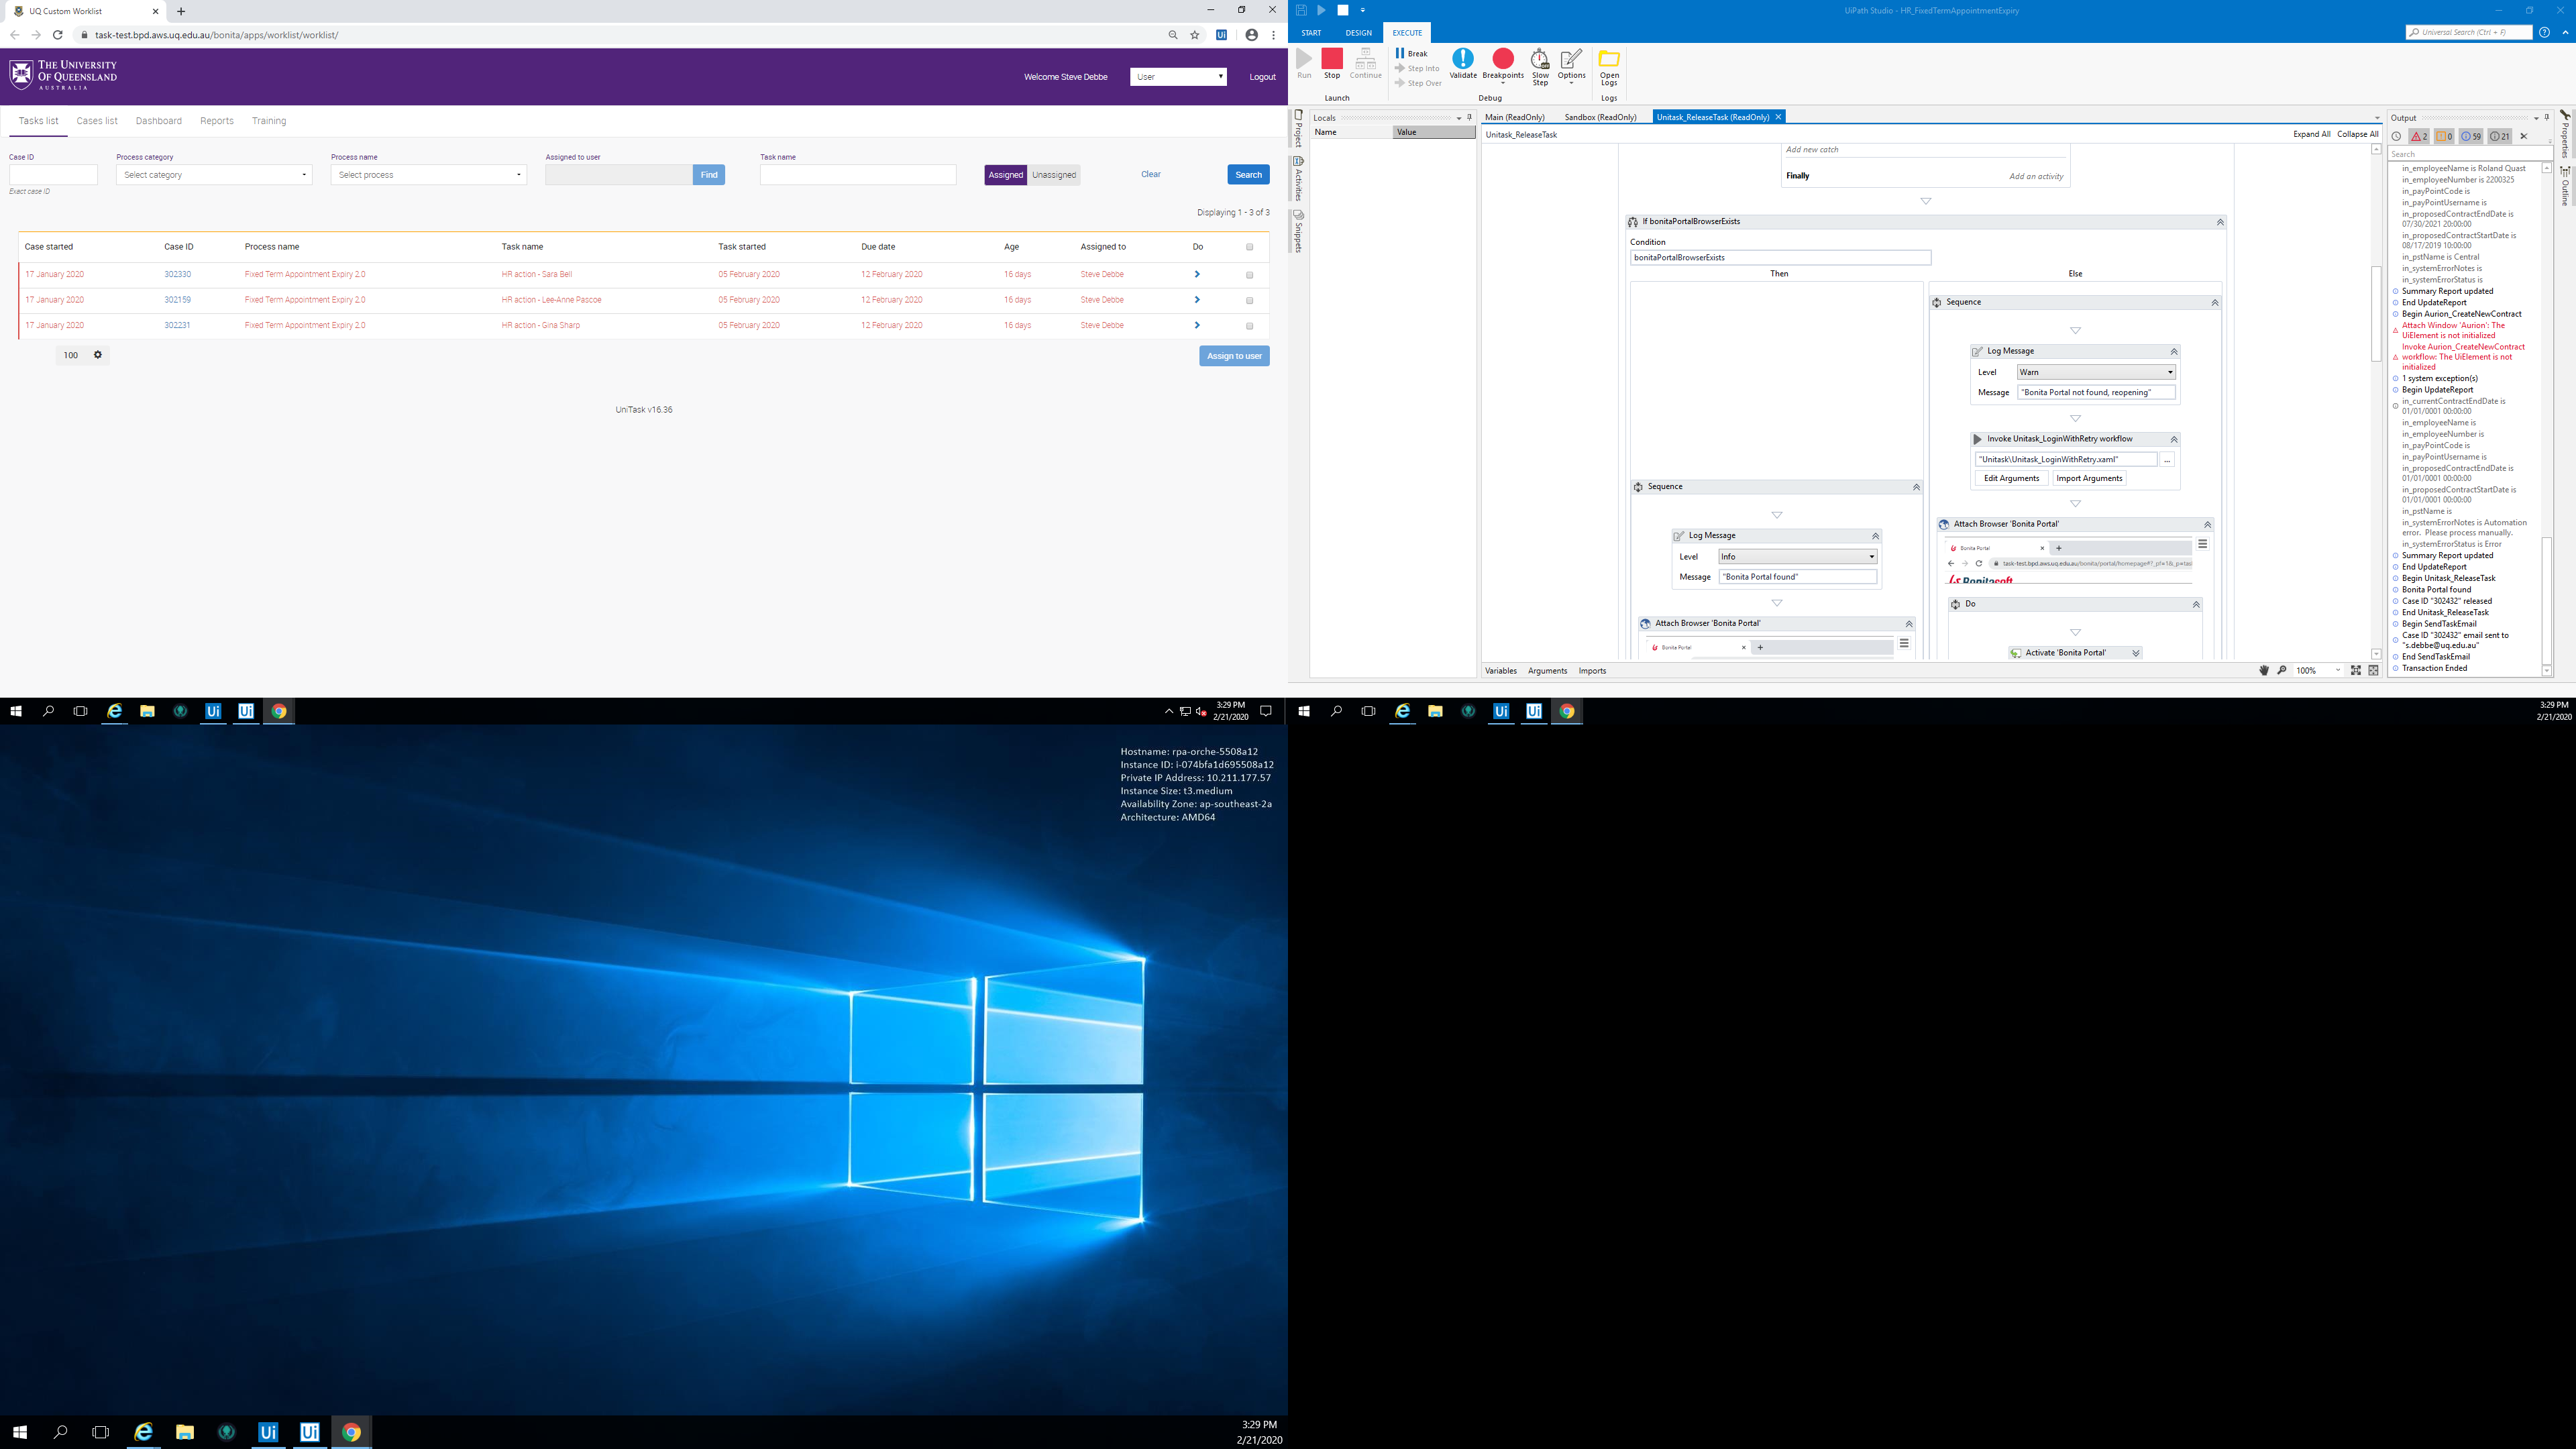 UQ Custom Worklist
task-test.bpd.aws.uq.edu.au/bonita/apps/worklist/worklist/
THE UNIVERSITY
OF QUEENSLAND
AUSTRALIA
Welcome Steve Debbe
User
Logout
Tasks list
Cases list
Dashboard
Reports
Training
Case ID
Process category
Process name
Assigned to user
Task name
Select category
Select process
Find
Assigned
Unassigned
Clear
Search
Exact case ID
Displaying 1 - 3 of 3
Case started Case ID Process name Task name Task started Due date Age Assigned to Do
17 January 2020 302330 Fixed Term Appointment Expiry 2.0 HR action - Sara Bell 05 February 2020 12 February 2020 16 days Steve Debbe
17 January 2020 302159 Fixed Term Appointment Expiry 2.0 HR action - Lee-Anne Pascoe 05 February 2020 12 February 2020 16 days Steve Debbe
17 January 2020 302231 Fixed Term Appointment Expiry 2.0 HR action - Gina Sharp 05 February 2020 12 February 2020 16 days Steve Debbe
100
Assign to user
UniTask v16.36
3:29 PM
2/21/2020
UiPath Studio - HR_FixedTermAppointmentExpiry
START
DESIGN
EXECUTE
Universal Search (Ctrl + F)
Run
Stop
Continue
Break
Step Into
Step Over
Validate
Breakpoints
Slow
Step
Options
Open
Logs
Launch
Debug
Logs
Project
Activities
Snippets
Locals
Name
Value
Main (ReadOnly)
Sandbox (ReadOnly)
Unitask_ReleaseTask (ReadOnly)
Unitask_ReleaseTask
Expand All
Collapse All
Add new catch
Finally
Add an activity
If bonitaPortalBrowserExists
Condition
bonitaPortalBrowserExists
Then
Else
Sequence
Log Message
Level
Warn
Message
"Bonita Portal not found, reopening"
Invoke Unitask_LoginWithRetry workflow
"Unitask\Unitask_LoginWithRetry.xaml"
...
Edit Arguments
Import Arguments
Sequence
Log Message
Level
Info
Message
"Bonita Portal found"
Attach Browser 'Bonita Portal'
Bonita Portal
Attach Browser 'Bonita Portal'
Bonita Portal
task-test.bpd.aws.uq.edu.au/bonita/portal/homepage#?_pf=1&_p=tas
Bonitasoft
Do
Activate 'Bonita Portal'
Variables
Arguments
Imports
100%
Output
2
0
59
21
Search
in_employeeName is Roland Quast
in_employeeNumber is 2200325
in_payPointCode is
in_payPointUsername is
in_proposedContractEndDate is
07/30/2021 20:00:00
in_proposedContractStartDate is
08/17/2019 10:00:00
in_pstName is Central
in_systemErrorNotes is
in_systemErrorStatus is
Summary Report updated
End UpdateReport
Begin Aurion_CreateNewContract
Attach Window 'Aurion': The
UiElement is not initialized
Invoke Aurion_CreateNewContract
workflow: The UiElement is not
initialized
1 system exception(s)
Begin UpdateReport
in_currentContractEndDate is
01/01/0001 00:00:00
in_employeeName is
in_employeeNumber is
in_payPointCode is
in_payPointUsername is
in_proposedContractEndDate is
01/01/0001 00:00:00
in_proposedContractStartDate is
01/01/0001 00:00:00
in_pstName is
in_systemErrorNotes is Automation
error. Please process manually.
in_systemErrorStatus is Error
Summary Report updated
End UpdateReport
Begin Unitask_ReleaseTask
Bonita Portal found
Case ID "302432" released
End Unitask_ReleaseTask
Begin SendTaskEmail
Case ID "302432" email sent to
"s.debbe@uq.edu.au"
End SendTaskEmail
Transaction Ended
Properties
Outline
3:29 PM
2/21/2020
Hostname: rpa-orche-5508a12
Instance ID: i-074bfa1d695508a12
Private IP Address: 10.211.177.57
Instance Size: t3.medium
Availability Zone: ap-southeast-2a
Architecture: AMD64
3:29 PM
2/21/2020